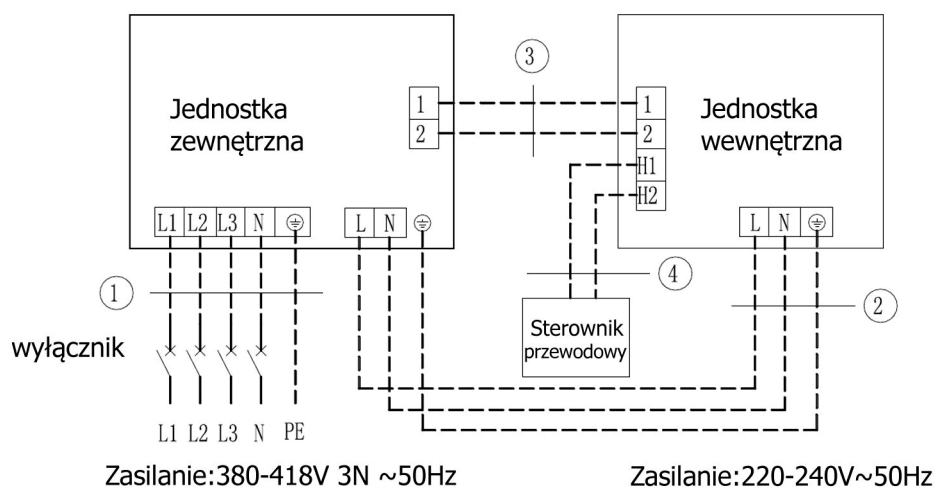 3
Jednostka
zewnętrzna
1
2
1
2
H1
H2
Jednostka
wewnętrzna
L1 L2 L3 N
L N
L N
1
4
2
wyłącznik
Sterownik
przewodowy
L1 L2 L3 N PE
Zasilanie:380-418V 3N ~50Hz
Zasilanie:220-240V~50Hz